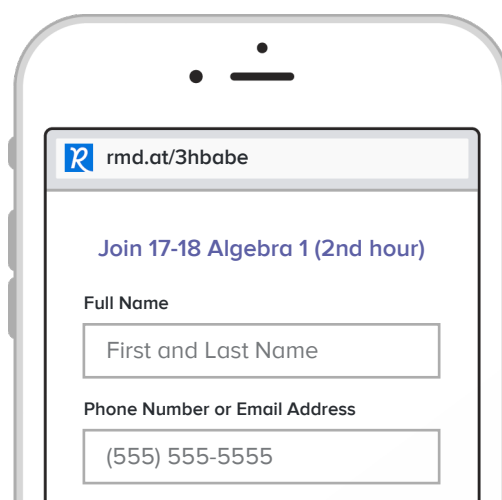 R rmd.at/3hbabe
Join 17-18 Algebra 1 (2nd hour)
Full Name
First and Last Name
Phone Number or Email Address
(555) 555-5555